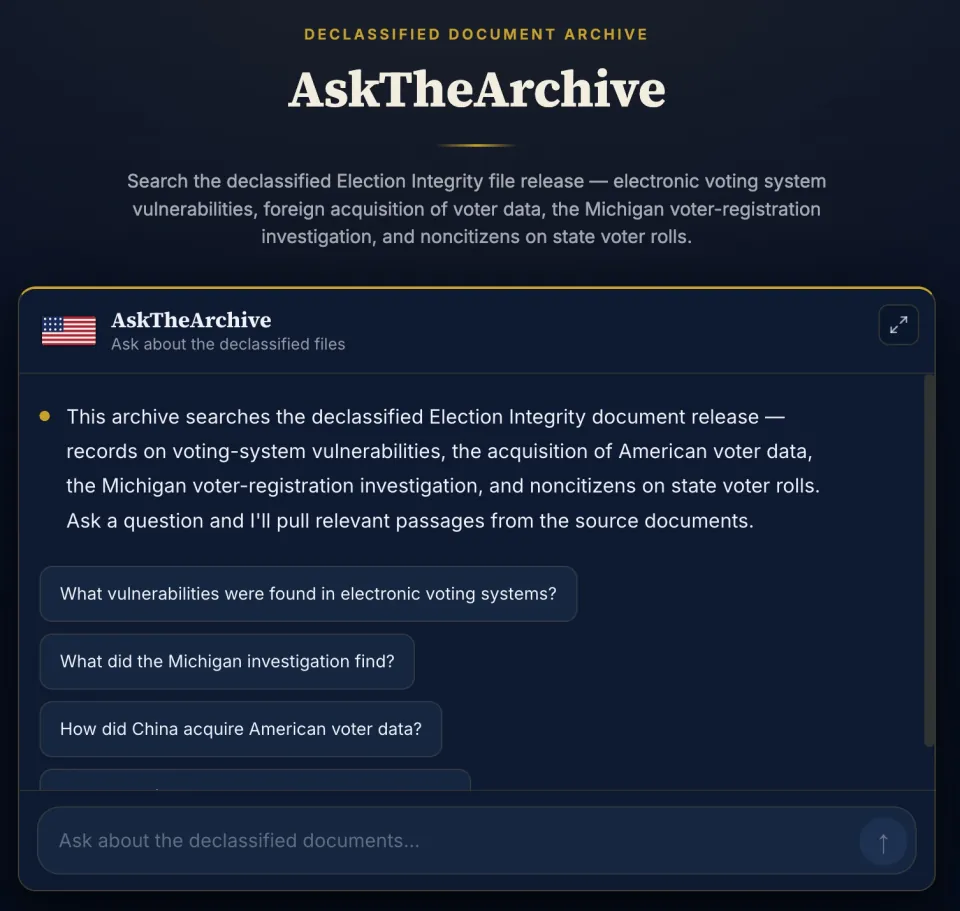 DECLASSIFIED DOCUMENT ARCHIVE
AskTheArchive
Search the declassified Election Integrity file release — electronic voting system
vulnerabilities, foreign acquisition of voter data, the Michigan voter-registration
investigation, and noncitizens on state voter rolls.
AskTheArchive
Ask about the declassified files
This archive searches the declassified Election Integrity document release —
records on voting-system vulnerabilities, the acquisition of American voter data,
the Michigan voter-registration investigation, and noncitizens on state voter rolls.
Ask a question and I'll pull relevant passages from the source documents.
What vulnerabilities were found in electronic voting systems?
What did the Michigan investigation find?
How did China acquire American voter data?
Ask about the declassified documents...